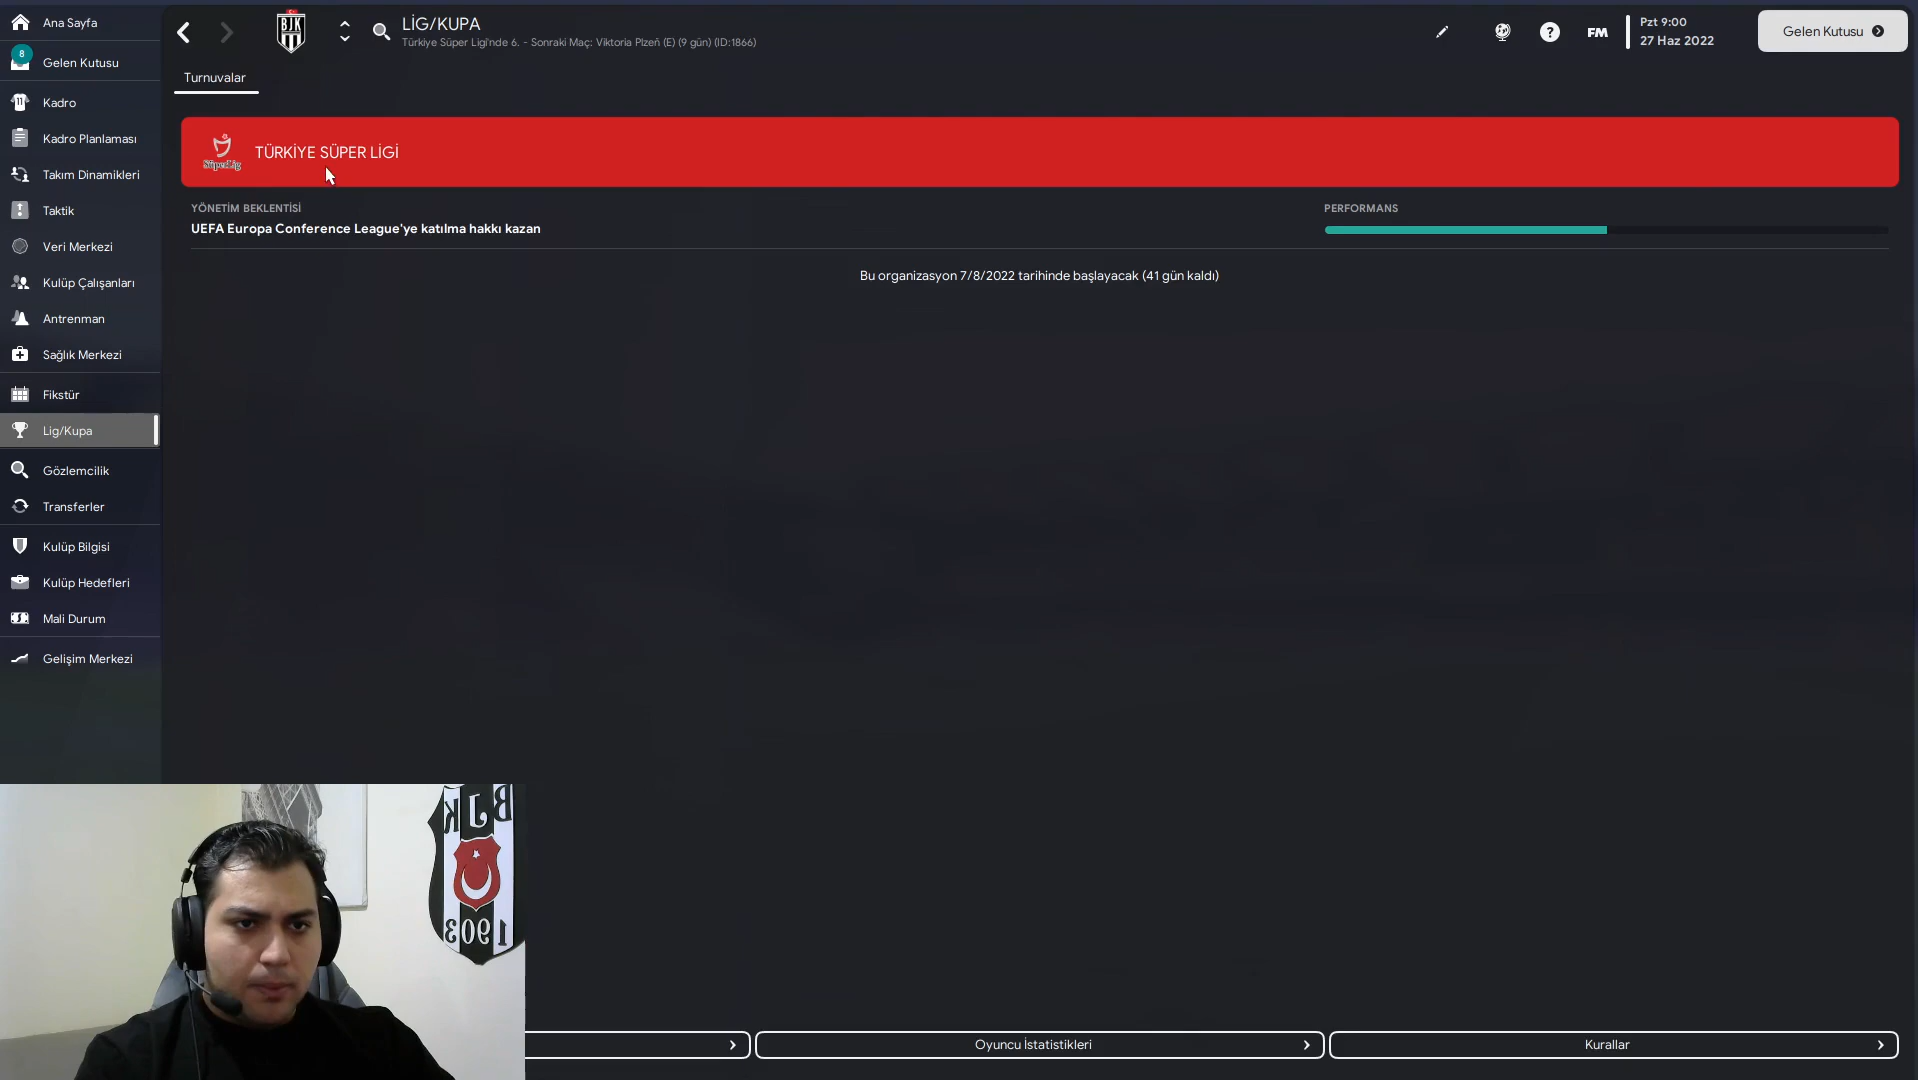 Ana Sayfa
8
Gelen Kutusu
Kadro
Kadro Planlaması
Takım Dinamikleri
Taktik
Veri Merkezi
Kulüp Çalışanları
Antrenman
Sağlık Merkezi
Fikstür
Lig/Kupa
Gözlemcilik
Transferler
Kulüp Bilgisi
Kulüp Hedefleri
Mali Durum
Gelişim Merkezi
BJK
LİG/KUPA
Türkiye Süper Ligi'nde 6. - Sonraki Maç: Viktoria Plzeň (E) (9 gün) (ID:1866)
?
FM
Pzt 9:00
27 Haz 2022
Gelen Kutusu
Turnuvalar
SüperLig
TÜRKİYE SÜPER LİGİ
YÖNETİM BEKLENTİSİ
UEFA Europa Conference League'ye katılma hakkı kazan
PERFORMANS
Bu organizasyon 7/8/2022 tarihinde başlayacak (41 gün kaldı)
BJK
1903
Oyuncu İstatistikleri
Kurallar